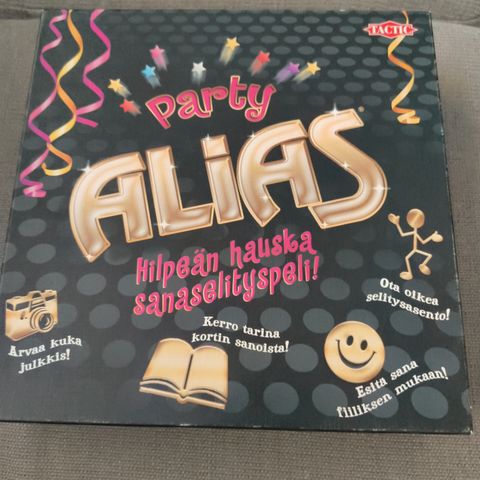 TACTIC
Party
ALIAS®
Hilpeän hauska
sanaselityspeli!
Arvaa kuka
julkkis!
Kerro tarina
kortin sanoista!
Ota oikea
selitysasento!
Esitä sana
fiiliksen mukaan!